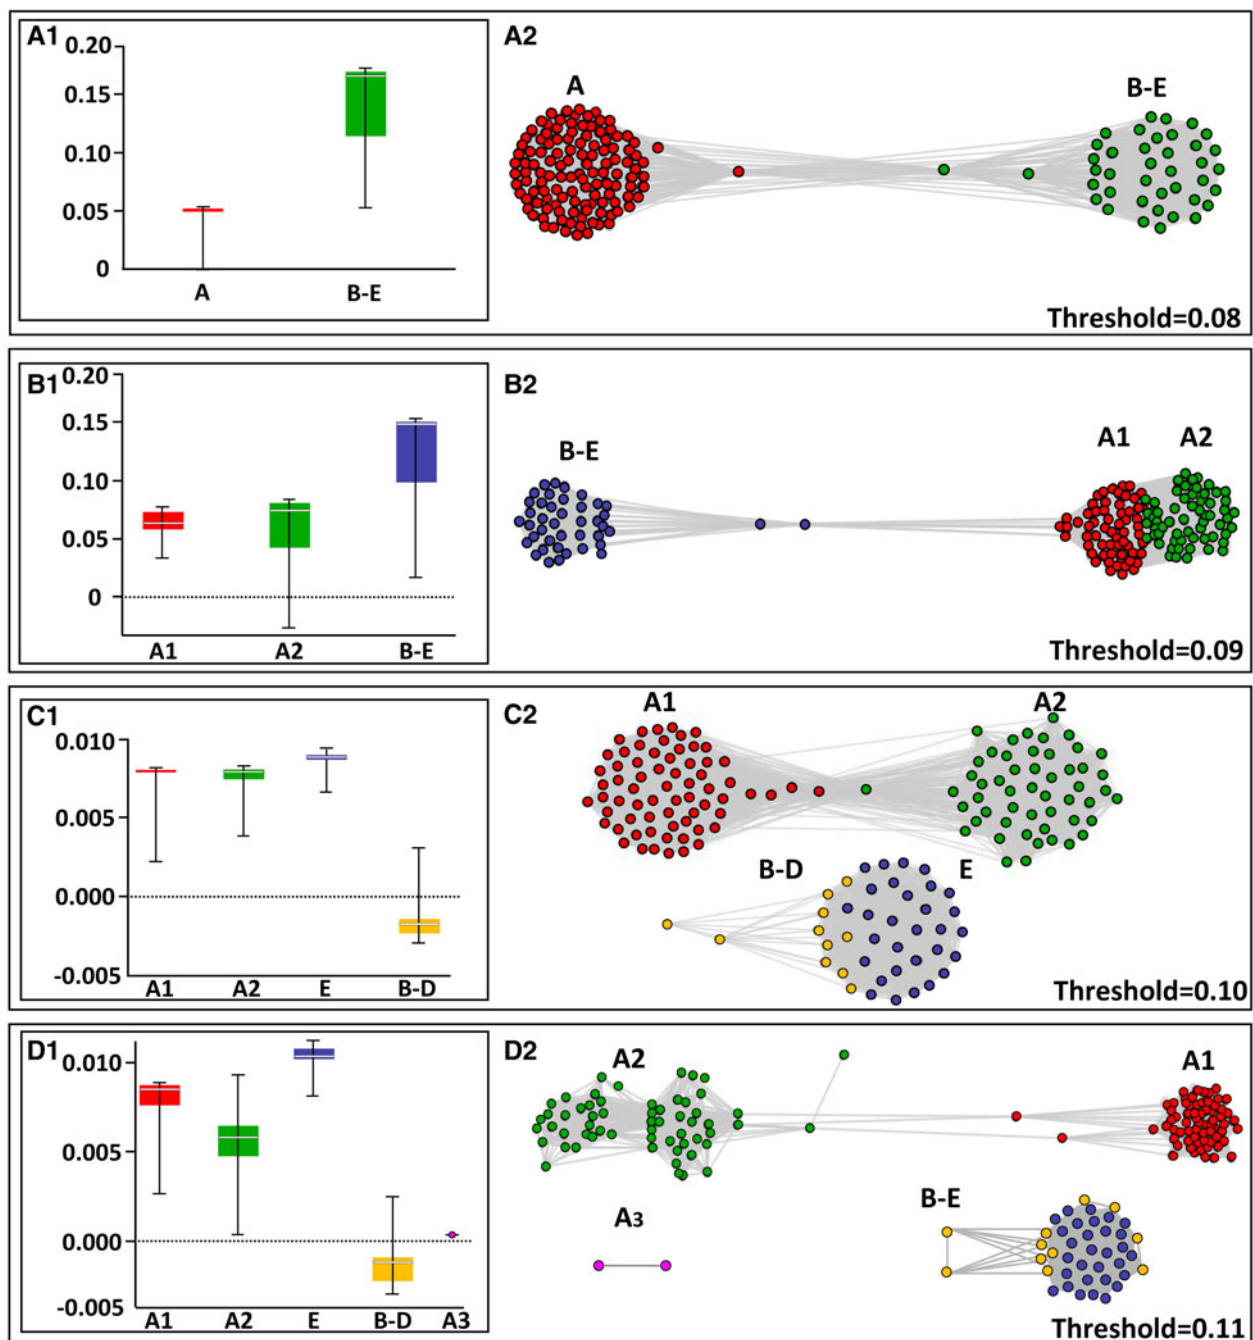 A1
0.20
0.15
0.10
0.05
0
A B-E
A2
A B-E
Threshold=0.08
B1
0.20
0.15
0.10
0.05
0
A1 A2 B-E
B2
B-E A1 A2
Threshold=0.09
C1
0.010
0.005
0.000
-0.005
A1 A2 E B-D
C2
A1 A2
B-D E
Threshold=0.10
D1
0.010
0.005
0.000
-0.005
A1 A2 E B-D A3
D2
A2 A1
A3 B-E
Threshold=0.11